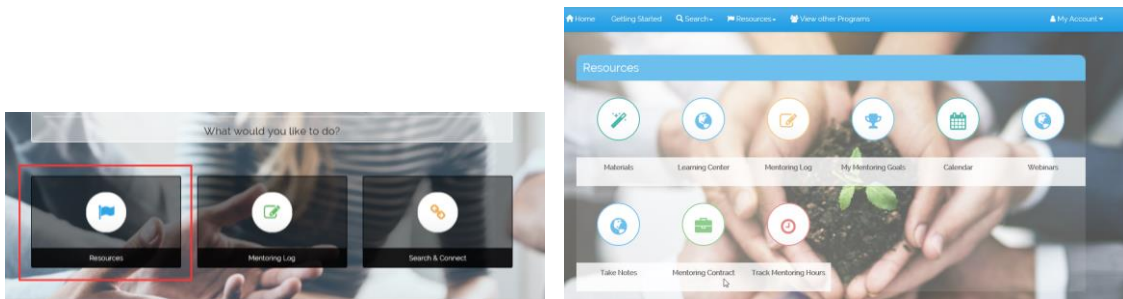 What would you like to do?
Resources
Mentoring Log
Search & Connect
Home Getting Started Search Resources View other Programs My Account
Resources
Materials Learning Center Mentoring Log My Mentoring Goals Calendar Webinars
Take Notes Mentoring Contract Track Mentoring Hours